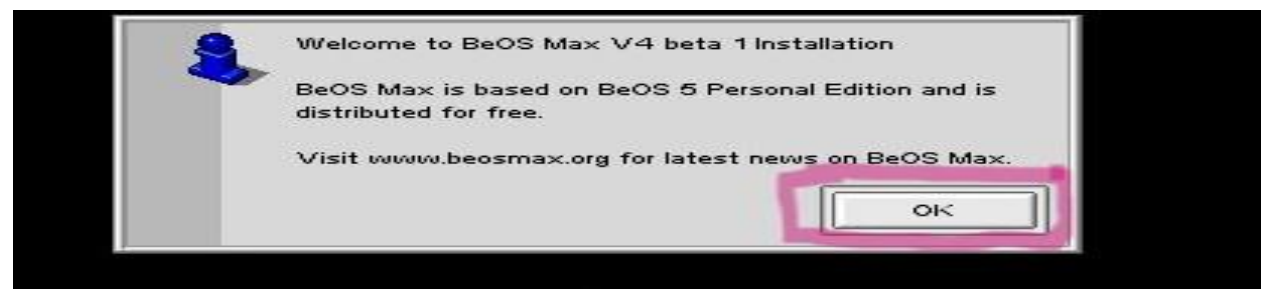 Welcome to BeOS Max V4 beta 1 Installation
BeOS Max is based on BeOS 5 Personal Edition and is
distributed for free.
Visit www.beosmax.org for latest news on BeOS Max.
OK